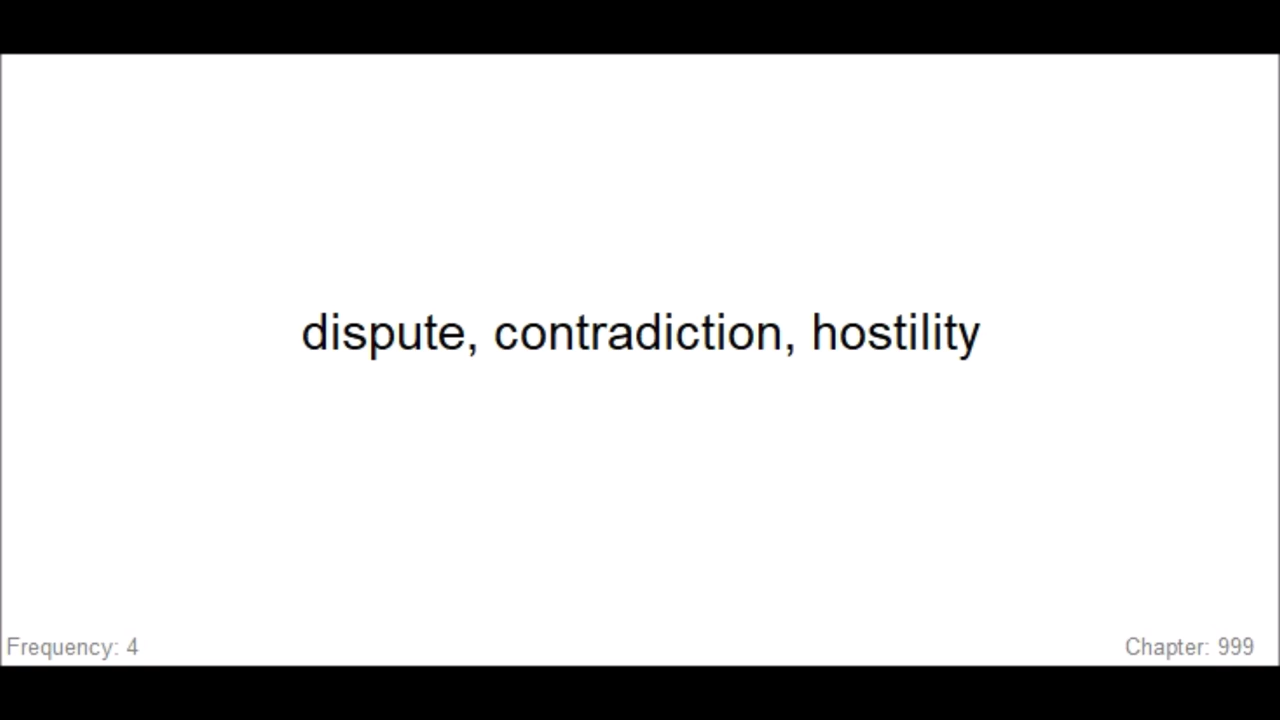 dispute, contradiction, hostility
Frequency: 4
Chapter: 999